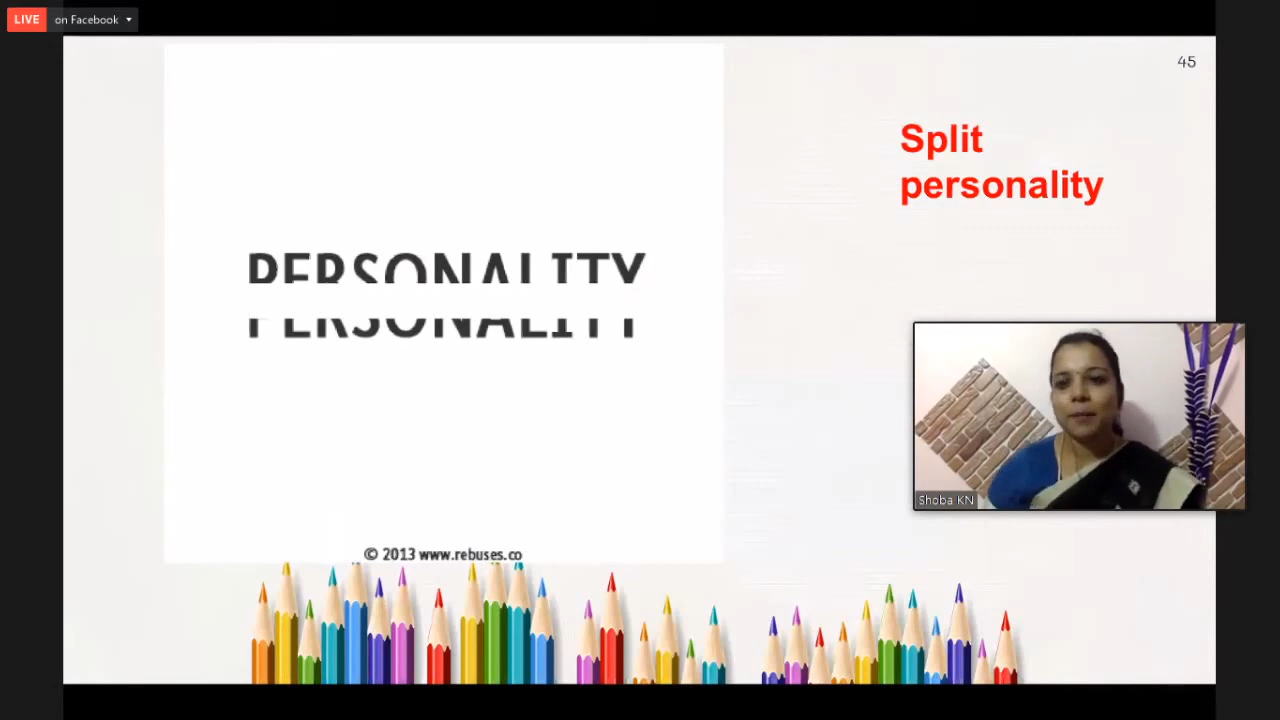 LIVE on Facebook
45
Split
personality
PERSONALITY
Shoba KN
© 2013 www.rebuses.co